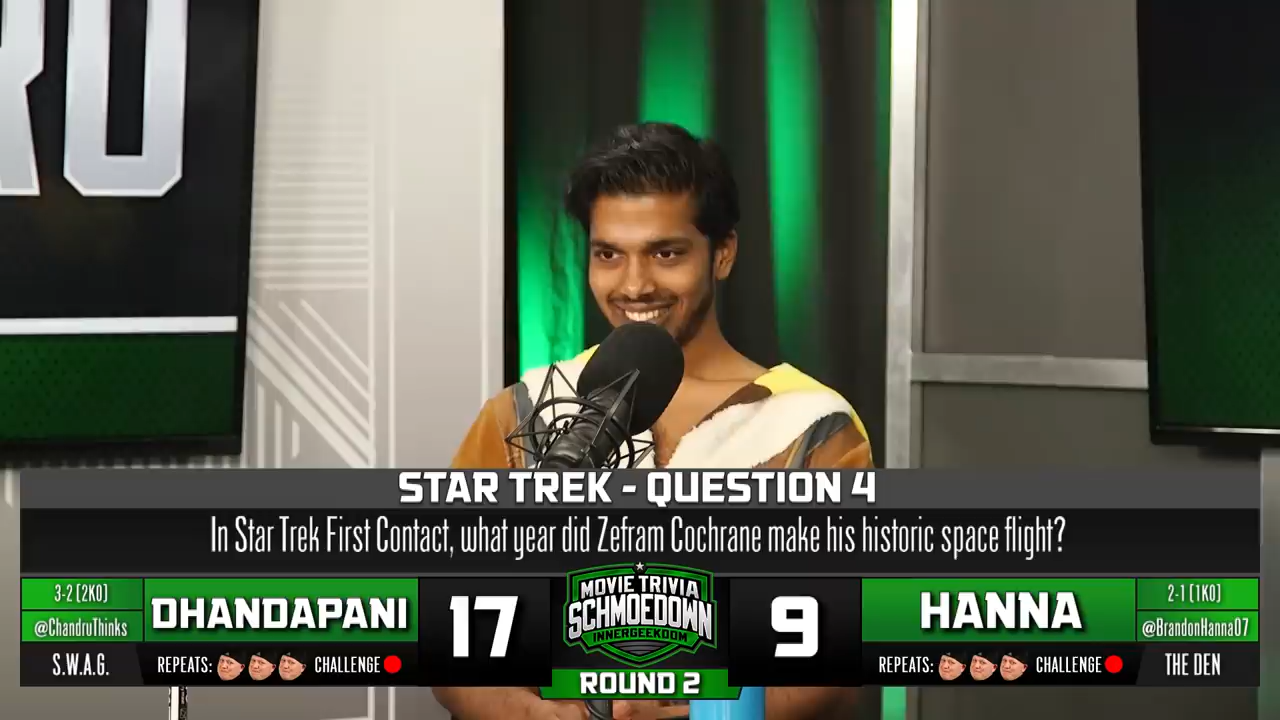 RO
STAR TREK - QUESTION 4
In Star Trek First Contact, what year did Zefram Cochrane make his historic space flight?
3-2 [2KO]
@ChandruThinks
S.W.A.G.
DHANDAPANI
REPEATS:
CHALLENGE
17
MOVIE TRIVIA
SCHMOEDOWN
INNERGEEKDOM
ROUND 2
9
HANNA
REPEATS:
CHALLENGE
2-1 [1KO]
@BrandonHanna07
THE DEN